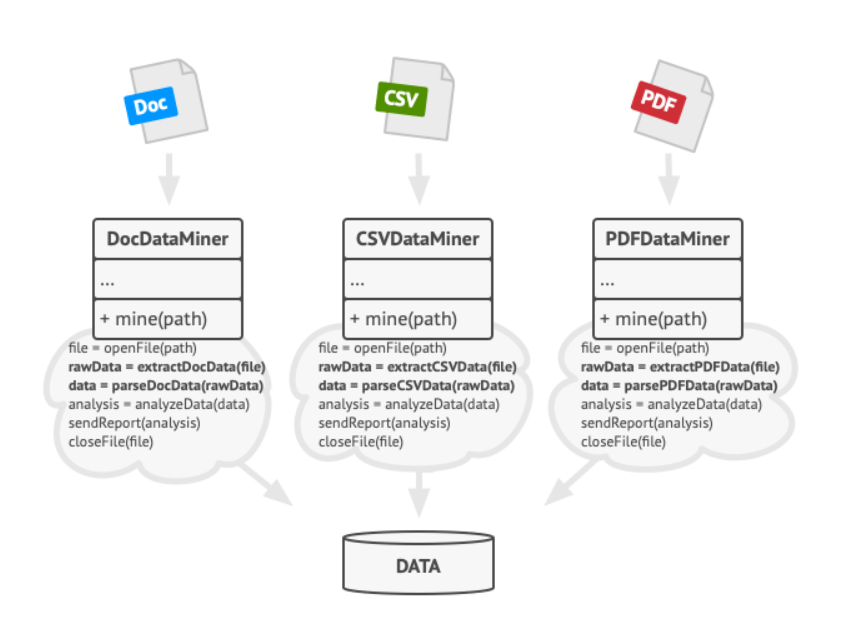 Doc
CSV
PDF
DocDataMiner
...
+ mine(path)
file = openFile(path)
rawData = extractDocData(file)
data = parseDocData(rawData)
analysis = analyzeData(data)
sendReport(analysis)
closeFile(file)
CSVDataMiner
...
+ mine(path)
file = openFile(path)
rawData = extractCSVData(file)
data = parseCSVData(rawData)
analysis = analyzeData(data)
sendReport(analysis)
closeFile(file)
PDFDataMiner
...
+ mine(path)
file = openFile(path)
rawData = extractPDFData(file)
data = parsePDFData(rawData)
analysis = analyzeData(data)
sendReport(analysis)
closeFile(file)
DATA